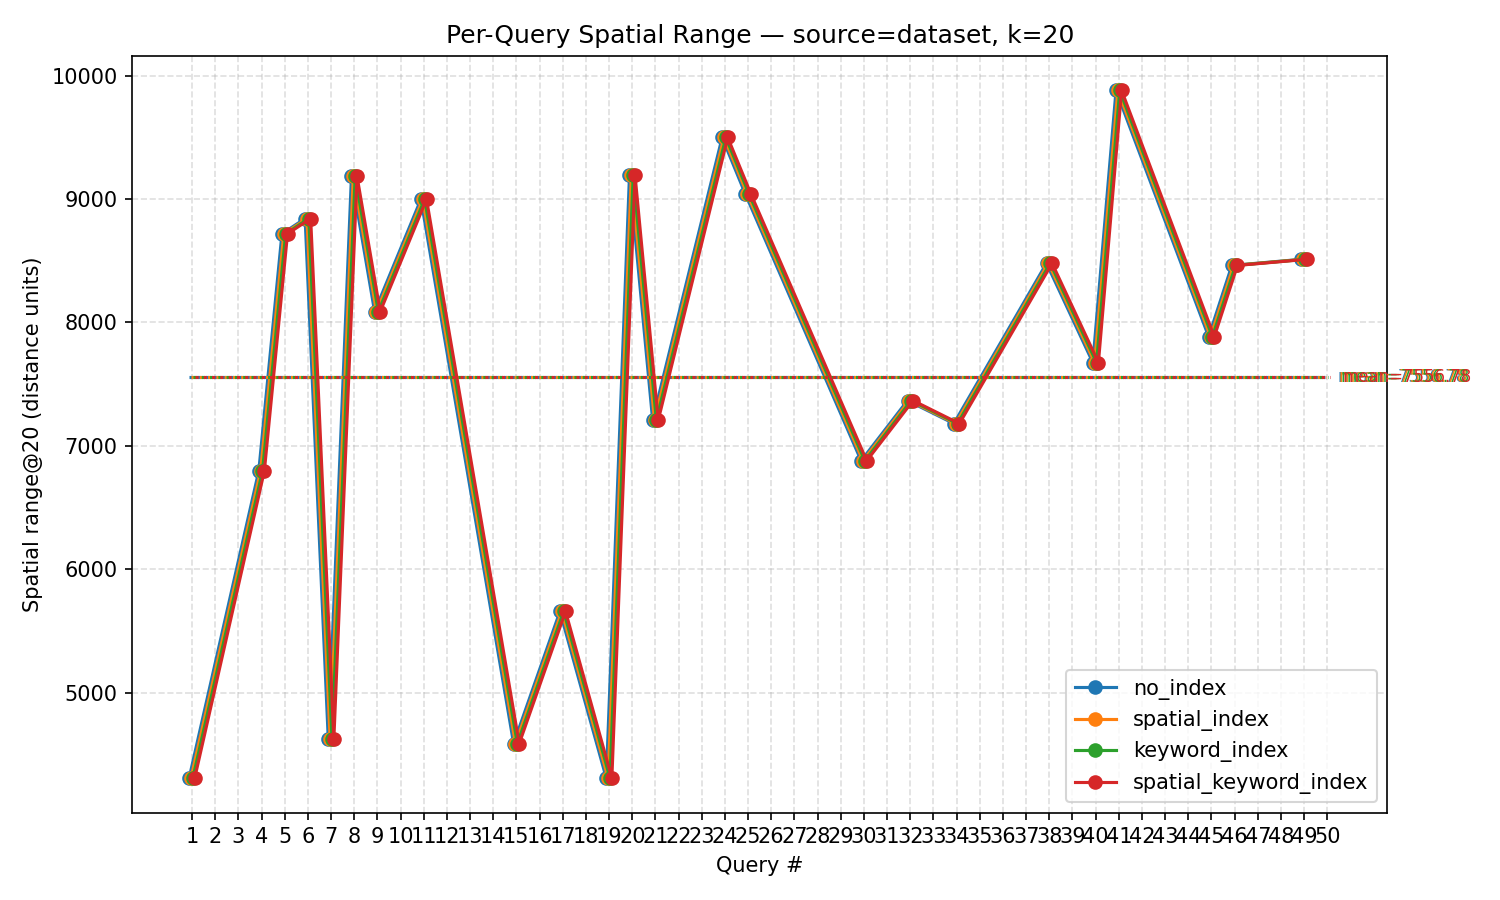 Per-Query Spatial Range — source=dataset, k=20
Spatial range@20 (distance units)
10000
9000
8000
7000
6000
5000
mean=7556.78
no_index
spatial_index
keyword_index
spatial_keyword_index
1 2 3 4 5 6 7 8 9 10 11 12 13 14 15 16 17 18 19 20 21 22 23 24 25 26 27 28 29 30 31 32 33 34 35 36 37 38 39 40 41 42 43 44 45 46 47 48 49 50
Query #